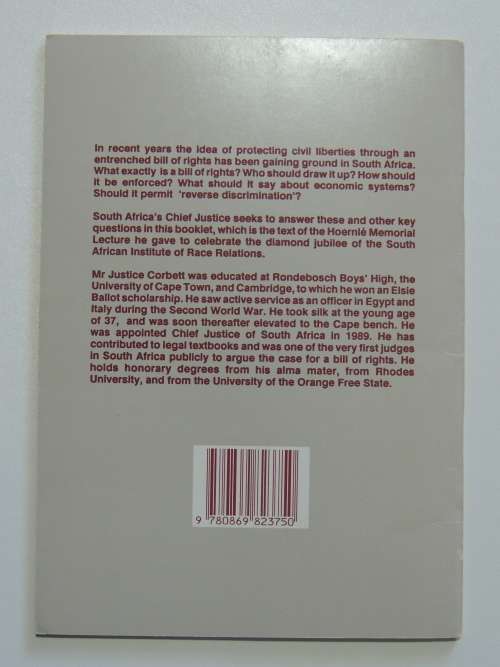 In recent years the idea of protecting civil liberties through an
entrenched bill of rights has been gaining ground in South Africa.
What exactly is a bill of rights? Who should draw it up? How should
it be enforced? What should it say about economic systems?
Should it permit 'reverse discrimination'?
South Africa's Chief Justice seeks to answer these and other key
questions in this booklet, which is the text of the Hoernlé Memorial
Lecture he gave to celebrate the diamond jubilee of the South
African Institute of Race Relations.
Mr Justice Corbett was educated at Rondebosch Boys' High, the
University of Cape Town, and Cambridge, to which he won an Elsie
Ballot scholarship. He saw active service as an officer in Egypt and
Italy during the Second World War. He took silk at the young age
of 37, and was soon thereafter elevated to the Cape bench. He
was appointed Chief Justice of South Africa in 1989. He has
contributed to legal textbooks and was one of the very first judges
in South Africa publicly to argue the case for a bill of rights. He
holds honorary degrees from his alma mater, from Rhodes
University, and from the University of the Orange Free State.
9 780869 823750